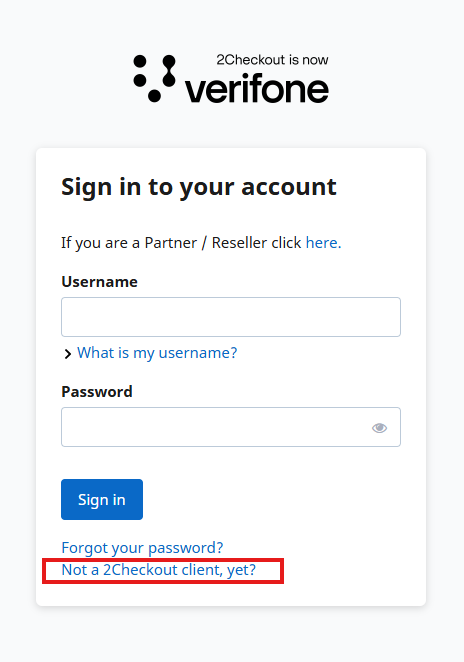 2Checkout is now
verifone
Sign in to your account
If you are a Partner / Reseller click here.
Username
What is my username?
Password
Sign in
Forgot your password?
Not a 2Checkout client, yet?